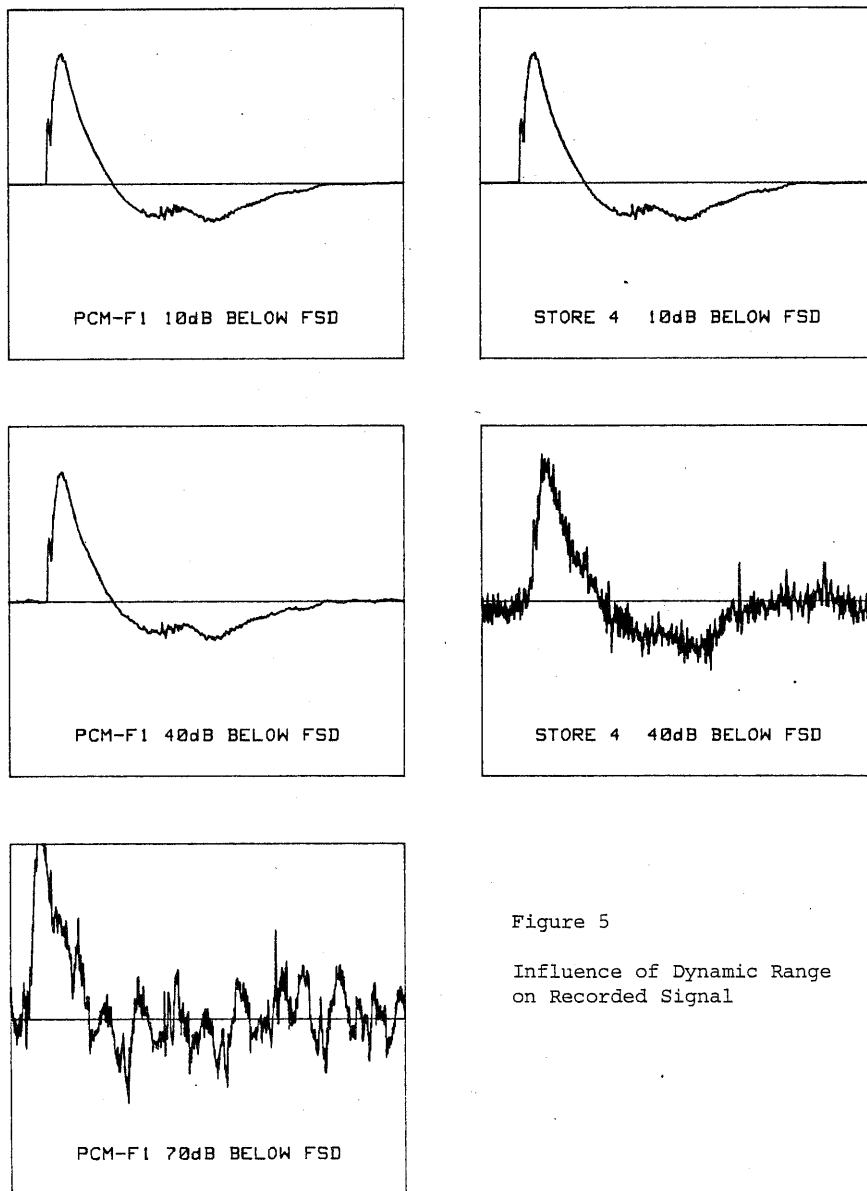 PCM-F1 10dB BELOW FSD
STORE 4 10dB BELOW FSD
PCM-F1 40dB BELOW FSD
STORE 4 40dB BELOW FSD
PCM-F1 70dB BELOW FSD
Figure 5
Influence of Dynamic Range
on Recorded Signal